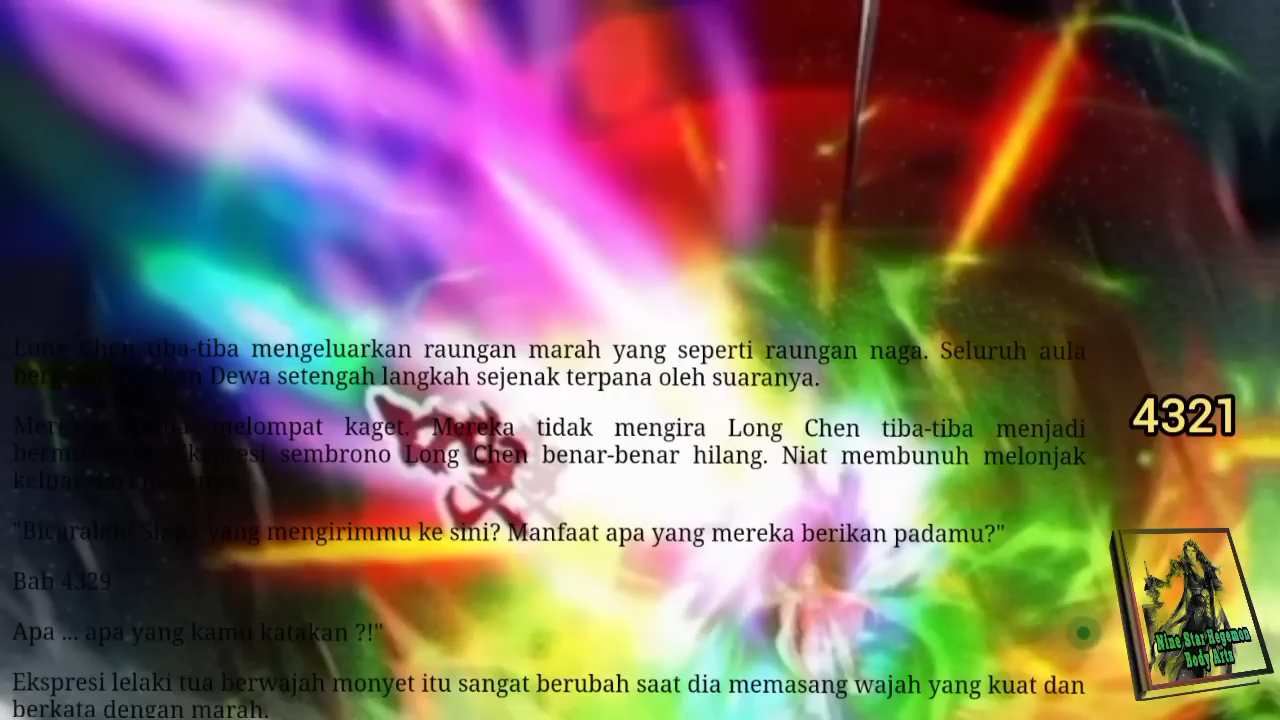 Long Chen tiba-tiba mengeluarkan raungan marah yang seperti raungan naga. Seluruh aula
Dewa setengah langkah sejenak terpana oleh suaranya.
melompat kaget. Mereka tidak mengira Long Chen tiba-tiba menjadi
sembrono Long Chen benar-benar hilang. Niat membunuh melonjak
keluar
"Bicaralah! Siapa yang mengirimmu ke sini? Manfaat apa yang mereka berikan padamu?"
Bab 4329
Apa ... apa yang kamu katakan ?!"
Ekspresi lelaki tua berwajah monyet itu sangat berubah saat dia memasang wajah yang kuat dan
berkata dengan marah.
4321
Nine Star Hegemon
Body Arts